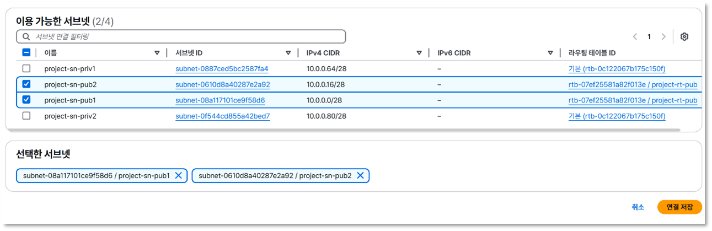 이용 가능한 서브넷 (2/4)
서브넷 연결 필터링
1
이름 서브넷 ID IPv4 CIDR IPv6 CIDR 라우팅 테이블 ID
project-sn-priv1 subnet-0887ced5bc2587fa4 10.0.0.64/28 – 기본 (rtb-0c122067b175c150f)
project-sn-pub2 subnet-0610d8a40287e2a92 10.0.0.16/28 – rtb-07ef25581a82f013e / project-rt-pub
project-sn-pub1 subnet-08a117101ce9f58d6 10.0.0.0/28 – rtb-07ef25581a82f013e / project-rt-pub
project-sn-priv2 subnet-0f544cd855a42bed7 10.0.0.80/28 – 기본 (rtb-0c122067b175c150f)
선택한 서브넷
subnet-08a117101ce9f58d6 / project-sn-pub1 subnet-0610d8a40287e2a92 / project-sn-pub2
취소 연결 저장